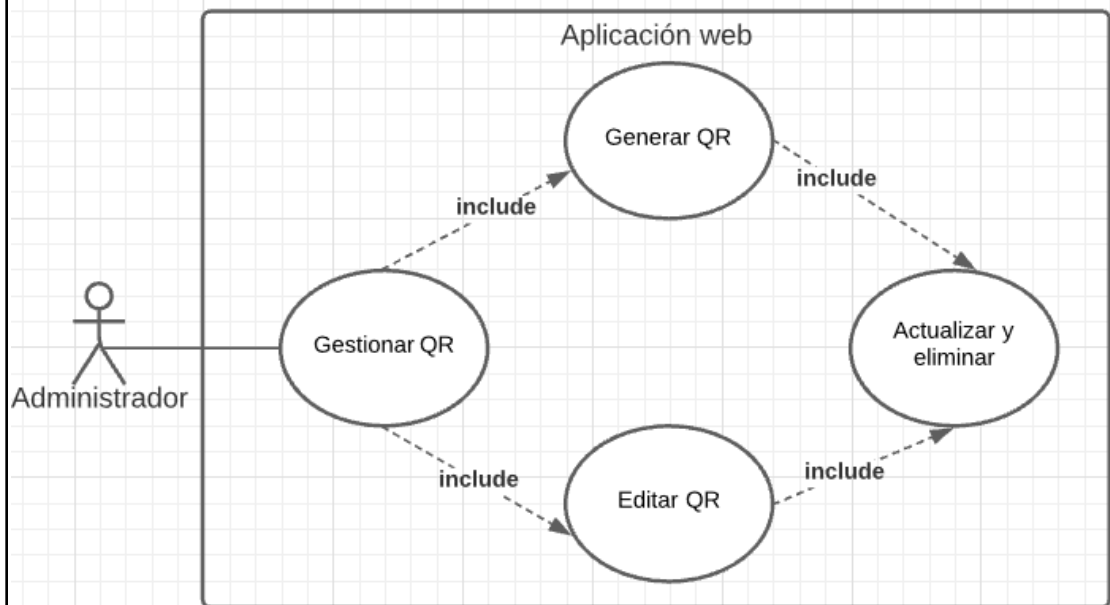 Aplicación web
Generar QR
include
include
Gestionar QR
Actualizar y
eliminar
Administrador
include
include
Editar QR